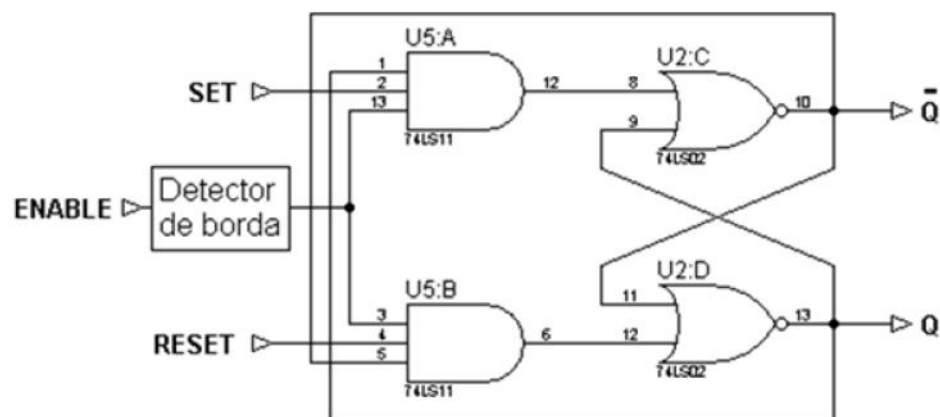 U5:A
U2:C
1
2
13
12
8
9
10
SET
Q̅
74LS11
74LS02
ENABLE
Detector
de borda
U5:B
U2:D
3
4
5
6
11
12
13
RESET
Q
74LS11
74LS02